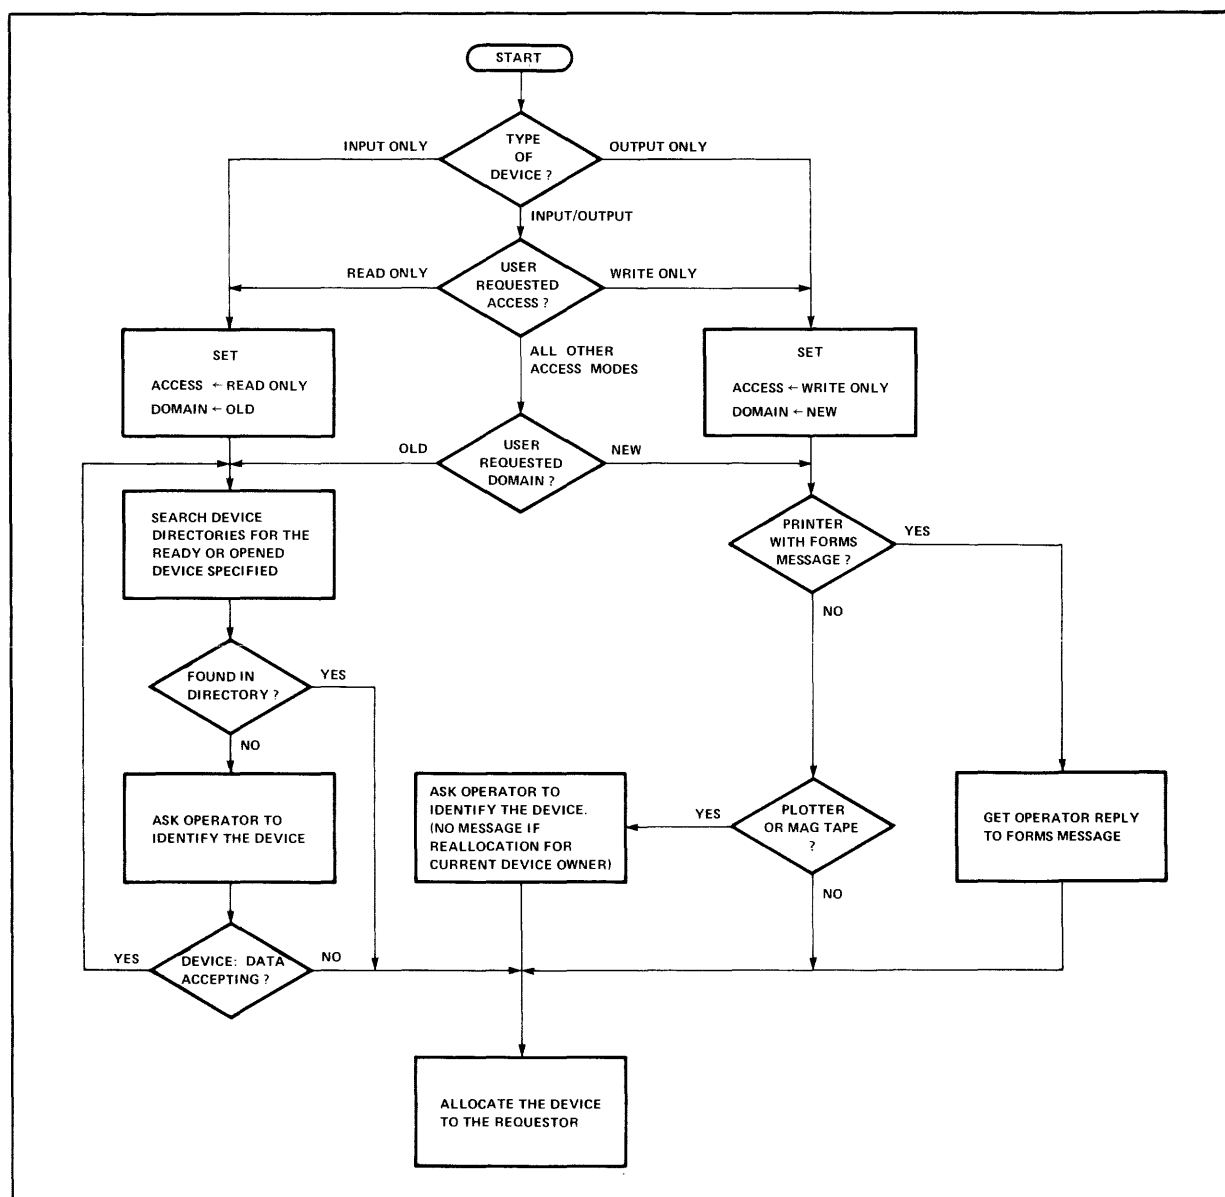 START
TYPE
OF
DEVICE ?
INPUT ONLY
OUTPUT ONLY
INPUT/OUTPUT
USER
REQUESTED
ACCESS ?
READ ONLY
WRITE ONLY
ALL OTHER
ACCESS MODES
SET
ACCESS ← READ ONLY
DOMAIN ← OLD
SET
ACCESS ← WRITE ONLY
DOMAIN ← NEW
USER
REQUESTED
DOMAIN ?
OLD
NEW
SEARCH DEVICE
DIRECTORIES FOR THE
READY OR OPENED
DEVICE SPECIFIED
PRINTER
WITH FORMS
MESSAGE ?
YES
NO
FOUND IN
DIRECTORY ?
YES
NO
ASK OPERATOR TO
IDENTIFY THE DEVICE
ASK OPERATOR TO
IDENTIFY THE DEVICE.
(NO MESSAGE IF
REALLOCATION FOR
CURRENT DEVICE OWNER)
YES
PLOTTER
OR MAG TAPE
?
NO
GET OPERATOR REPLY
TO FORMS MESSAGE
YES
DEVICE: DATA
ACCEPTING ?
NO
ALLOCATE THE DEVICE
TO THE REQUESTOR